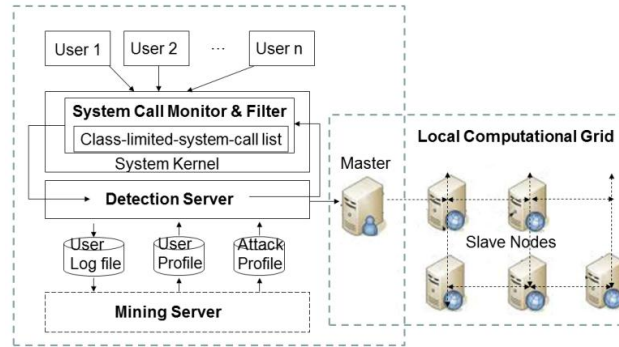 User 1
User 2
...
User n
System Call Monitor & Filter
Class-limited-system-call list
System Kernel
Detection Server
User
Log file
User
Profile
Attack
Profile
Mining Server
Master
Local Computational Grid
Slave Nodes